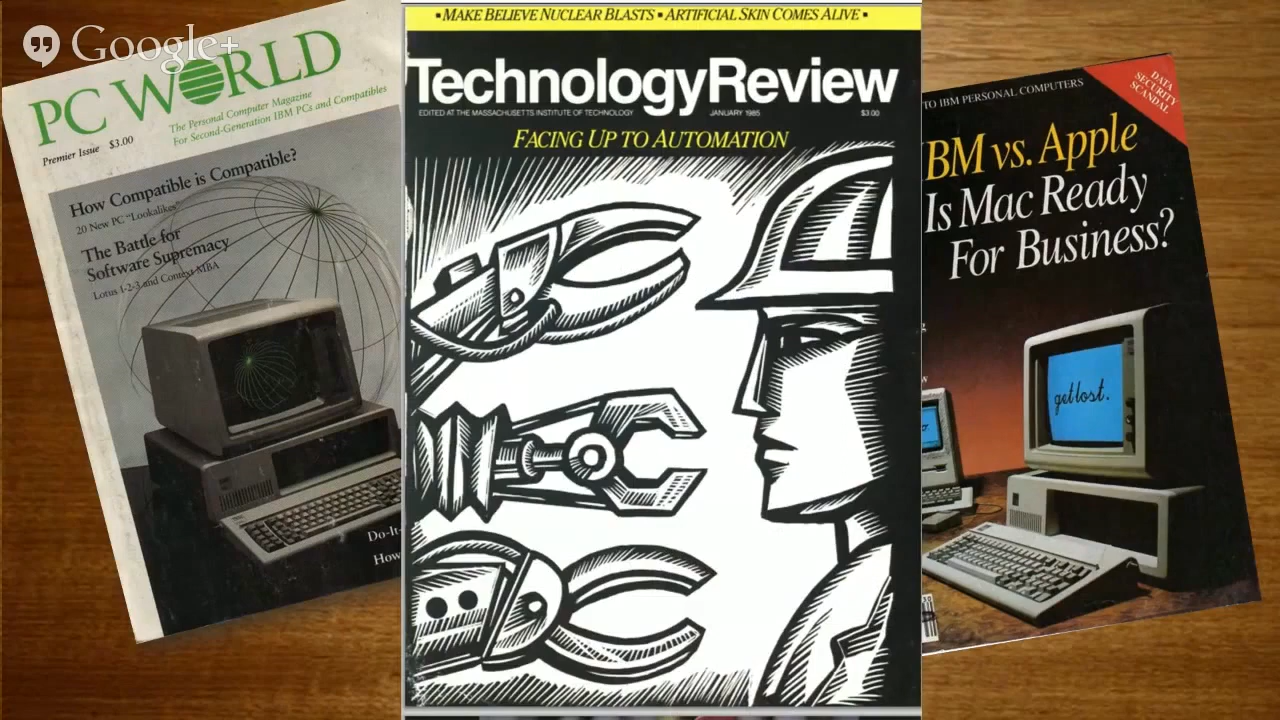 Google+
PC WORLD
The Personal Computer Magazine
For Second-Generation IBM PCs and Compatibles
Premier Issue $3.00
How Compatible is Compatible?
20 New PC "Lookalikes"
The Battle for
Software Supremacy
Lotus 1-2-3 and Context MBA
Do-It-
How
▪ MAKE BELIEVE NUCLEAR BLASTS ▪ ARTIFICIAL SKIN COMES ALIVE ▪
TechnologyReview
EDITED AT THE MASSACHUSETTS INSTITUTE OF TECHNOLOGY JANUARY 1985 $3.00
FACING UP TO AUTOMATION
TO IBM PERSONAL COMPUTERS
DATA
SECURITY
SCANDAL
BM vs. Apple
Is Mac Ready
For Business?
get lost.